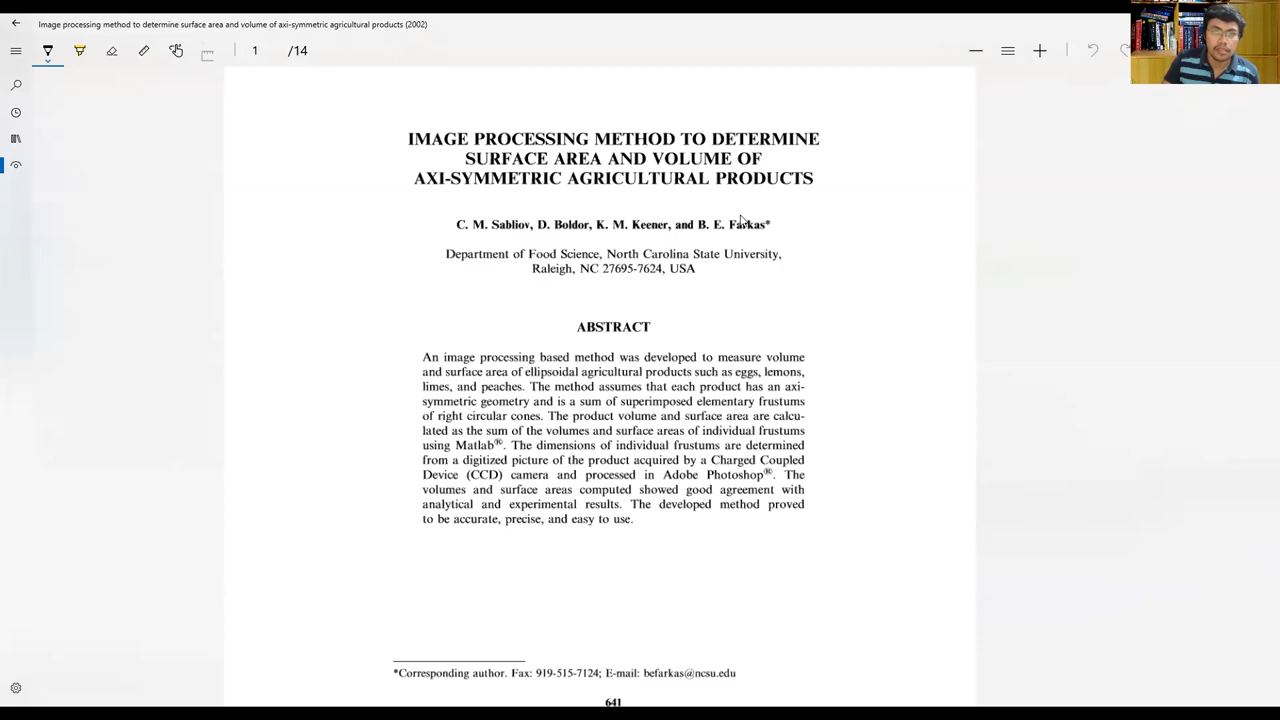 Image processing method to determine surface area and volume of axi-symmetric agricultural products (2002)
1 /14
IMAGE PROCESSING METHOD TO DETERMINE
SURFACE AREA AND VOLUME OF
AXI-SYMMETRIC AGRICULTURAL PRODUCTS
C. M. Sabliov, D. Boldor, K. M. Keener, and B. E. Farkas*
Department of Food Science, North Carolina State University,
Raleigh, NC 27695-7624, USA
ABSTRACT
An image processing based method was developed to measure volume
and surface area of ellipsoidal agricultural products such as eggs, lemons,
limes, and peaches. The method assumes that each product has an axi-
symmetric geometry and is a sum of superimposed elementary frustums
of right circular cones. The product volume and surface area are calcu-
lated as the sum of the volumes and surface areas of individual frustums
using Matlab®. The dimensions of individual frustums are determined
from a digitized picture of the product acquired by a Charged Coupled
Device (CCD) camera and processed in Adobe Photoshop®. The
volumes and surface areas computed showed good agreement with
analytical and experimental results. The developed method proved
to be accurate, precise, and easy to use.
*Corresponding author. Fax: 919-515-7124; E-mail: befarkas@ncsu.edu
641